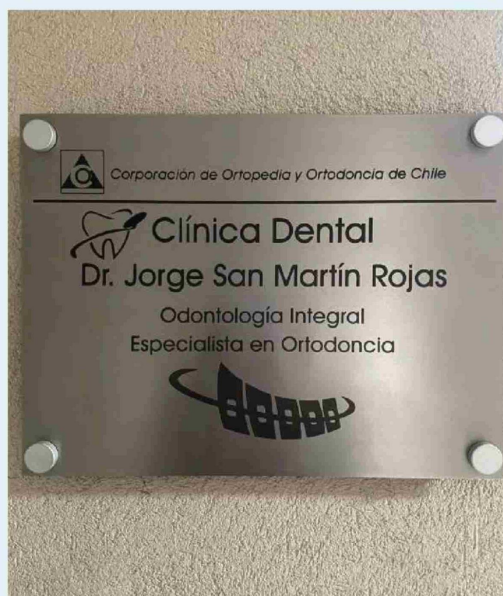 Corporación de Ortopedia y Ortodoncia de Chile
Clínica Dental
Dr. Jorge San Martín Rojas
Odontología Integral
Especialista en Ortodoncia